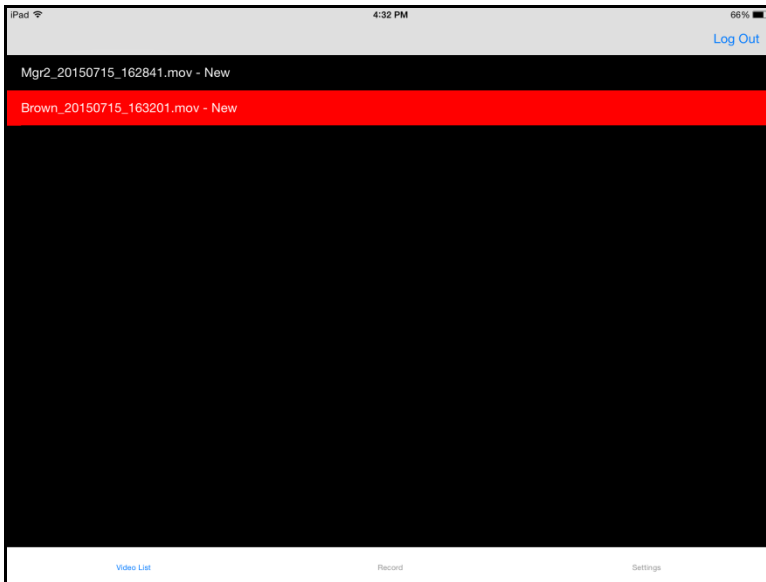 iPad 4:32 PM 66%
Log Out
Mgr2_20150715_162841.mov - New
Brown_20150715_163201.mov - New
Video List Record Settings